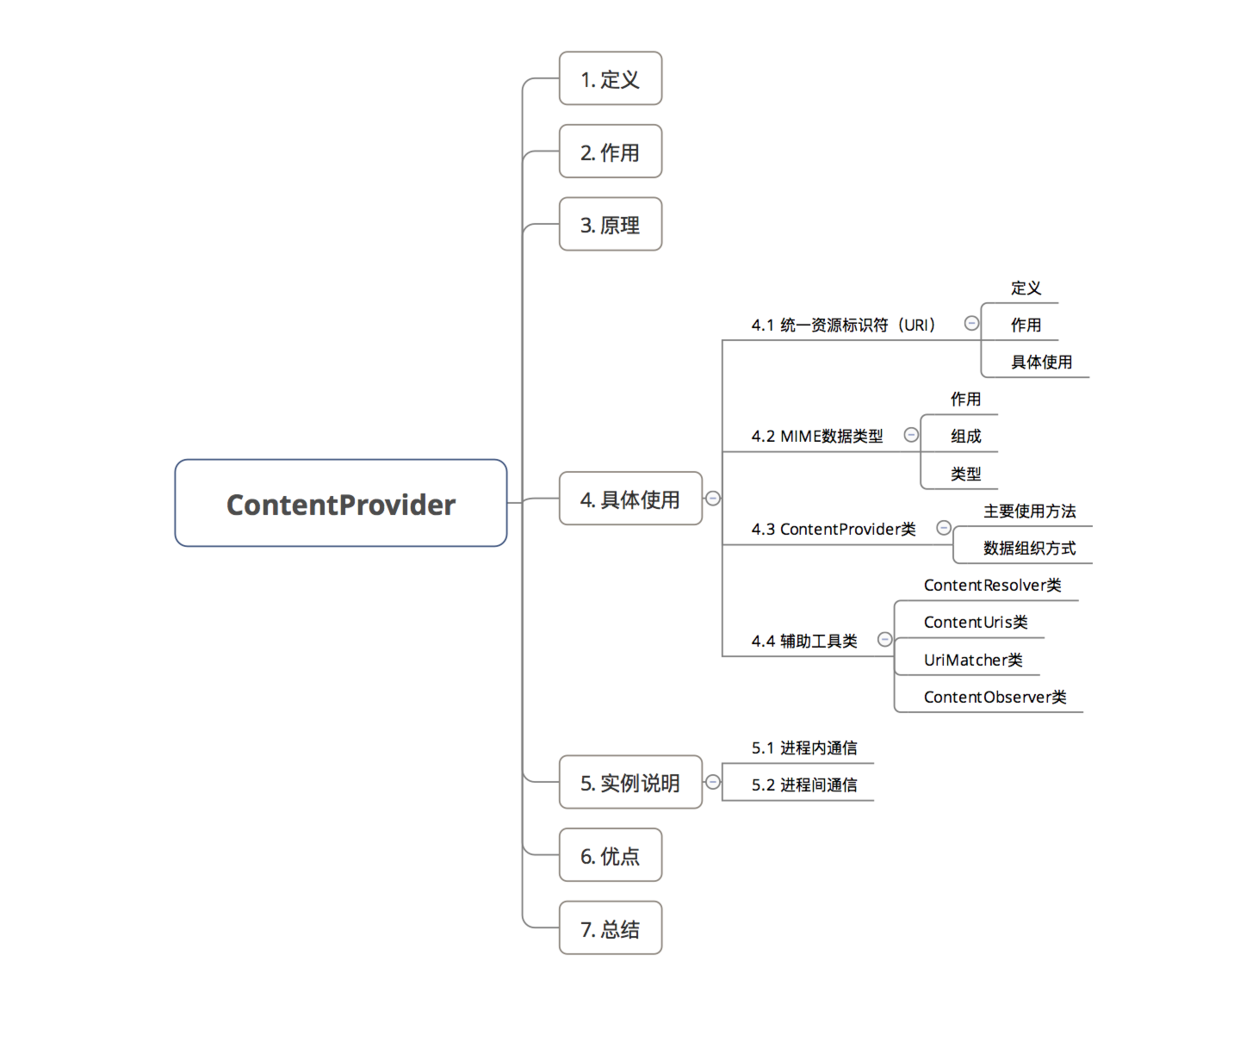 ContentProvider
1. 定义
2. 作用
3. 原理
4. 具体使用
4.1 统一资源标识符（URI）
定义
作用
具体使用
4.2 MIME数据类型
作用
组成
类型
4.3 ContentProvider类
主要使用方法
数据组织方式
4.4 辅助工具类
ContentResolver类
ContentUris类
UriMatcher类
ContentObserver类
5. 实例说明
5.1 进程内通信
5.2 进程间通信
6. 优点
7. 总结